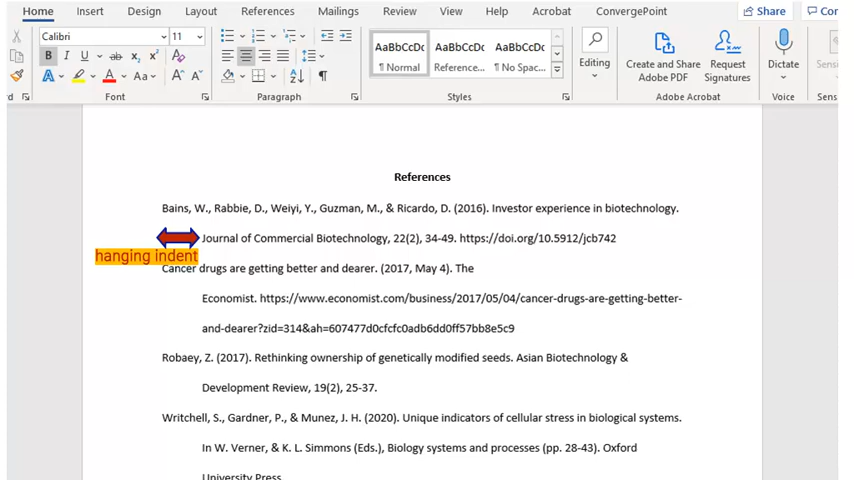 Home Insert Design Layout References Mailings Review View Help Acrobat ConvergePoint Share
Calibri 11
AaBbCcDc AaBbCcDc AaBbCcDc
¶ Normal Reference... ¶ No Spac...
Editing
Create and Share Adobe PDF
Request Signatures
Dictate
Font Paragraph Styles Adobe Acrobat Voice
References
Bains, W., Rabbie, D., Weiyi, Y., Guzman, M., & Ricardo, D. (2016). Investor experience in biotechnology.
Journal of Commercial Biotechnology, 22(2), 34-49. https://doi.org/10.5912/jcb742
hanging indent
Cancer drugs are getting better and dearer. (2017, May 4). The
Economist. https://www.economist.com/business/2017/05/04/cancer-drugs-are-getting-better-
and-dearer?zid=314&ah=607477d0cfcfc0adb6dd0ff57bb8e5c9
Robaey, Z. (2017). Rethinking ownership of genetically modified seeds. Asian Biotechnology &
Development Review, 19(2), 25-37.
Writchell, S., Gardner, P., & Munez, J. H. (2020). Unique indicators of cellular stress in biological systems.
In W. Verner, & K. L. Simmons (Eds.), Biology systems and processes (pp. 28-43). Oxford
University Press